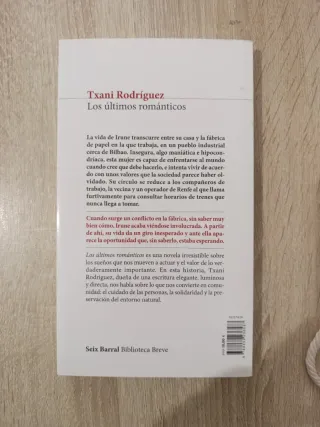 Txani Rodríguez
Los últimos románticos
La vida de Irune transcurre entre su casa y la fábrica
de papel en la que trabaja, en un pueblo industrial
cerca de Bilbao. Insegura, algo maniática e hipocon-
dríaca, esta mujer es capaz de enfrentarse al mundo
cuando cree que debe hacerlo, e intenta vivir de acuer-
do con unos valores que la sociedad parece haber ol-
vidado. Su círculo se reduce a los compañeros de
trabajo, la vecina y un operador de Renfe al que llama
furtivamente para consultar horarios de trenes que
nunca llega a tomar.
Cuando surge un conflicto en la fábrica, sin saber muy
bien cómo, Irune acaba viéndose involucrada. A partir
de ahí, su vida da un giro inesperado y ante ella apa-
rece la oportunidad que, sin saberlo, estaba esperando.
Los últimos románticos es una novela irresistible sobre
los sueños que nos mueven a actuar y el valor de lo ver-
daderamente importante. En esta historia, Txani
Rodríguez, dueña de una escritura elegante, luminosa
y directa, nos habla sobre lo que nos convierte en comu-
nidad: el cuidado de las personas, la solidaridad y la pre-
servación del entorno natural.
Seix Barral Biblioteca Breve